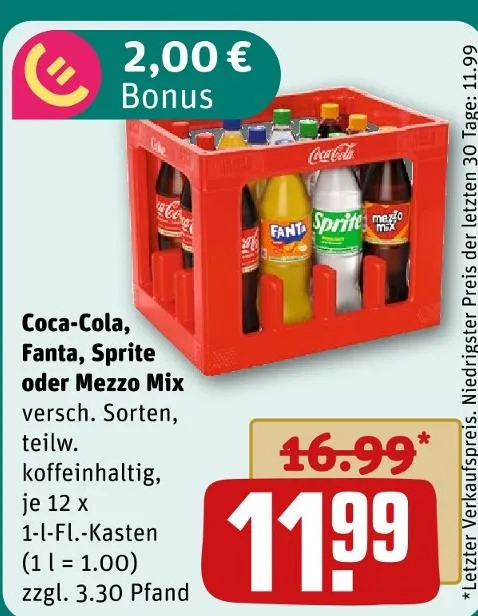 2,00 €
Bonus
Coca-Cola
FANTA
Sprite
mezzo
mix
Coca-Cola,
Fanta, Sprite
oder Mezzo Mix
versch. Sorten,
teilw.
koffeinhaltig,
je 12 x
1-l-Fl.-Kasten
(1 l = 1.00)
zzgl. 3.30 Pfand
16.99*
11.99
*Letzter Verkaufspreis. Niedrigster Preis der letzten 30 Tage: 11.99